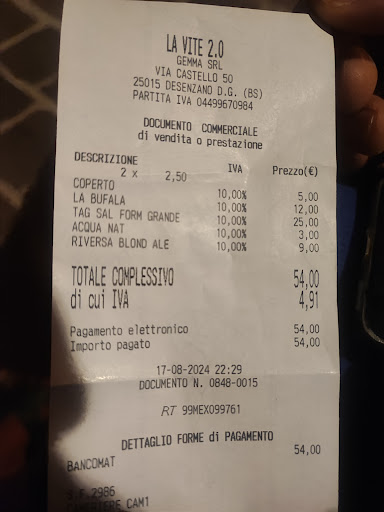 LA VITE 2.0
GEMMA SRL
VIA CASTELLO 50
25015 DESENZANO D.G. (BS)
PARTITA IVA 04499670984
DOCUMENTO COMMERCIALE
di vendita o prestazione
DESCRIZIONE IVA Prezzo(€)
2 x 2,50
COPERTO 10,00% 5,00
LA BUFALA 10,00% 12,00
TAG SAL FORM GRANDE 10,00% 25,00
ACQUA NAT 10,00% 3,00
RIVERSA BLOND ALE 10,00% 9,00
TOTALE COMPLESSIVO 54,00
di cui IVA 4,91
Pagamento elettronico 54,00
Importo pagato 54,00
17-08-2024 22:29
DOCUMENTO N. 0848-0015
RT 99MEX099761
DETTAGLIO FORME di PAGAMENTO
BANCOMAT 54,00
S.F.2986
CAMERIERE CAM1